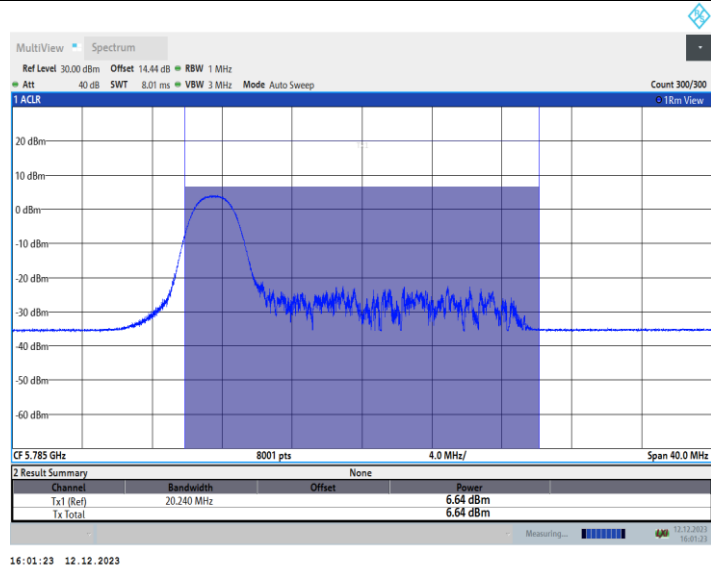 MultiView Spectrum
Ref Level 30.00 dBm Offset 14.44 dB RBW 1 MHz
Att 40 dB SWT 8.01 ms VBW 3 MHz Mode Auto Sweep Count 300/300
1 ACLR 1Rm View
20 dBm
10 dBm
0 dBm
-10 dBm
-20 dBm
-30 dBm
-40 dBm
-50 dBm
-60 dBm
CF 5.785 GHz 8001 pts 4.0 MHz/ Span 40.0 MHz
2 Result Summary None
Channel Bandwidth Offset Power
Tx1 (Ref) 20.240 MHz 6.64 dBm
Tx Total 6.64 dBm
Measuring... 12.12.2023
16:01:23
16:01:23 12.12.2023